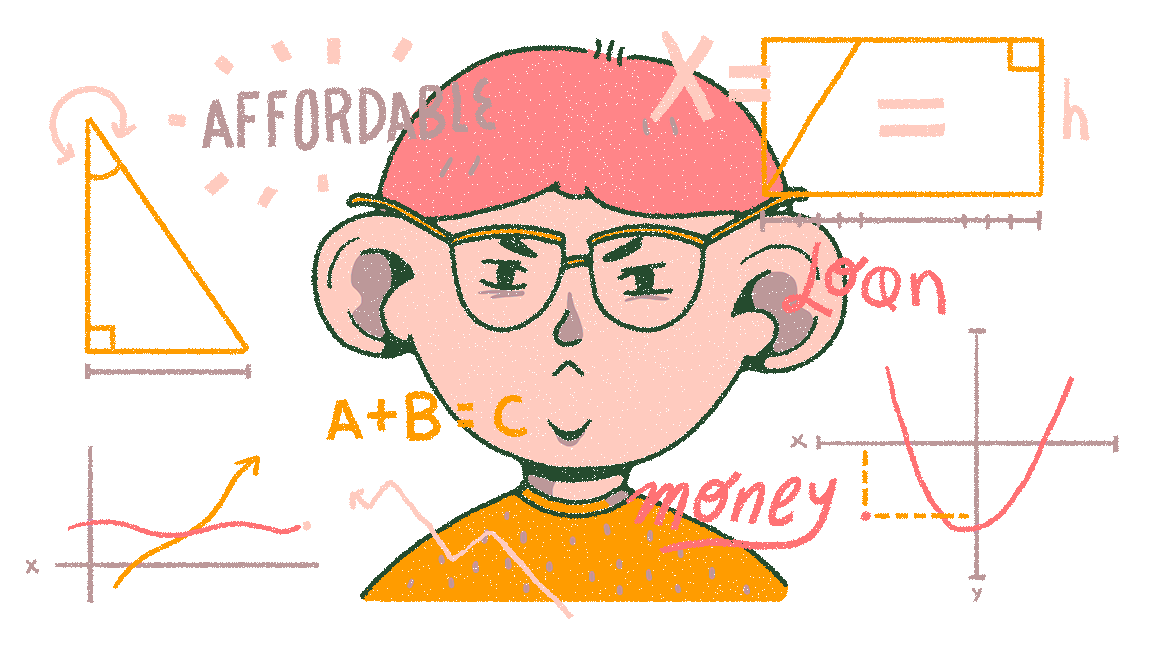 AFFORDABLE
X =
=
h
Loan
A+B=C
x
money
x
y